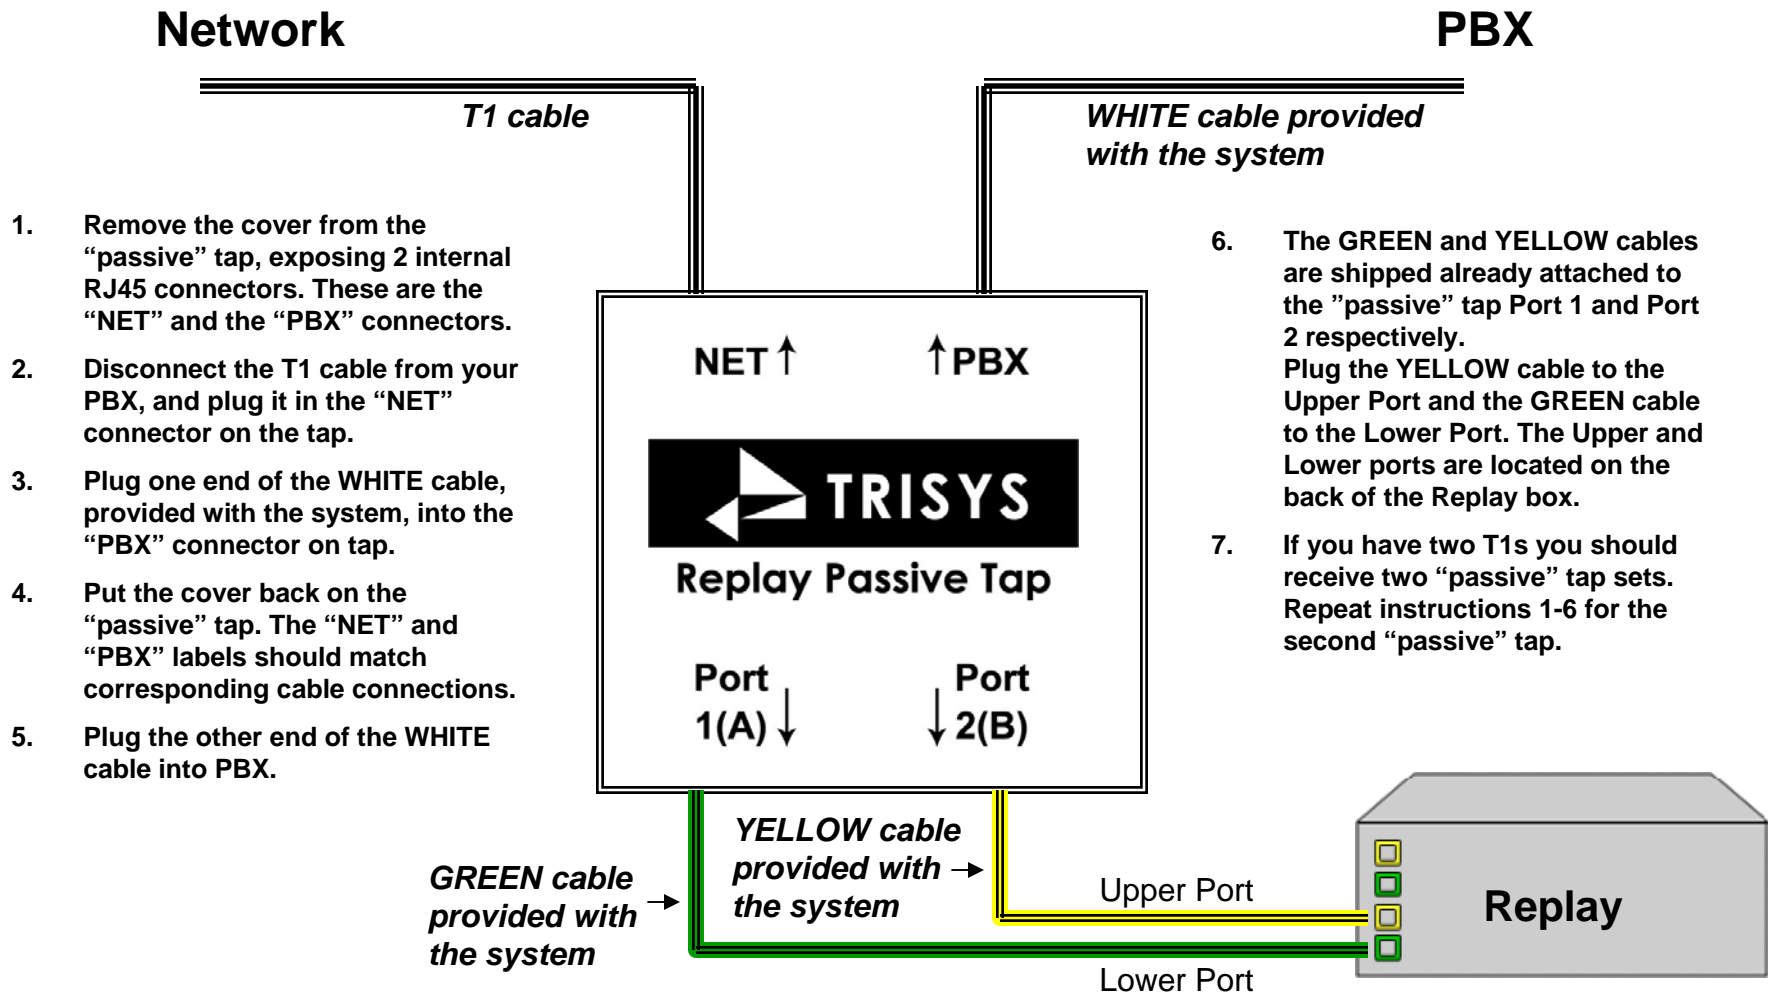 Network
PBX
T1 cable
WHITE cable provided
with the system
1. Remove the cover from the
“passive” tap, exposing 2 internal
RJ45 connectors. These are the
“NET” and the “PBX” connectors.
2. Disconnect the T1 cable from your
PBX, and plug it in the “NET”
connector on the tap.
3. Plug one end of the WHITE cable,
provided with the system, into the
“PBX” connector on tap.
4. Put the cover back on the
“passive” tap. The “NET” and
“PBX” labels should match
corresponding cable connections.
5. Plug the other end of the WHITE
cable into PBX.
NET
PBX
TRISYS
Replay Passive Tap
Port
1(A)
Port
2(B)
6. The GREEN and YELLOW cables
are shipped already attached to
the ”passive” tap Port 1 and Port
2 respectively.
Plug the YELLOW cable to the
Upper Port and the GREEN cable
to the Lower Port. The Upper and
Lower ports are located on the
back of the Replay box.
7. If you have two T1s you should
receive two “passive” tap sets.
Repeat instructions 1-6 for the
second “passive” tap.
GREEN cable
provided with
the system
YELLOW cable
provided with
the system
Upper Port
Lower Port
Replay